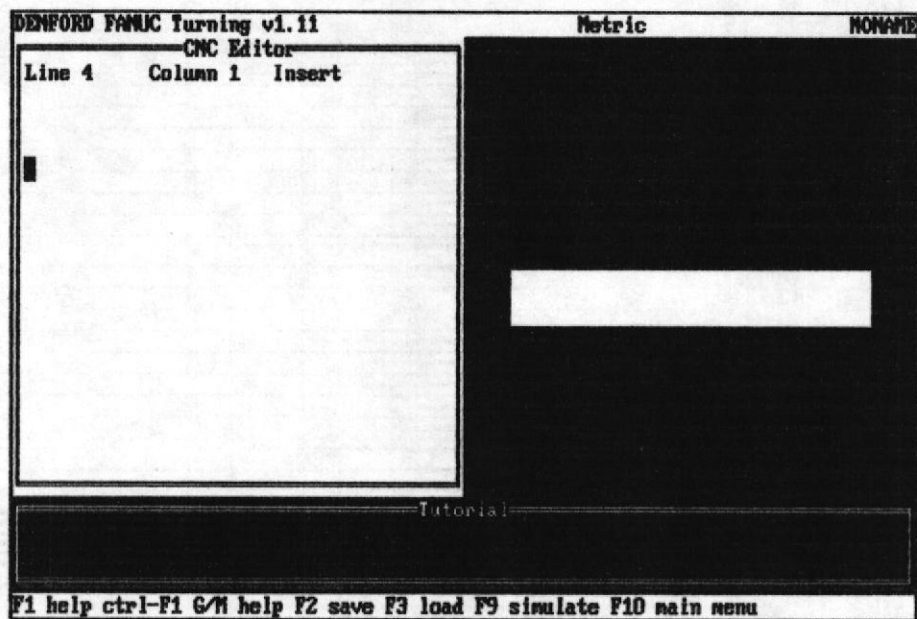 DENFORD FANUC Turning v1.11 Metric NONAME
CNC Editor
Line 4 Column 1 Insert
Tutorial
F1 help ctrl-F1 G/M help F2 save F3 load F9 simulate F10 main menu